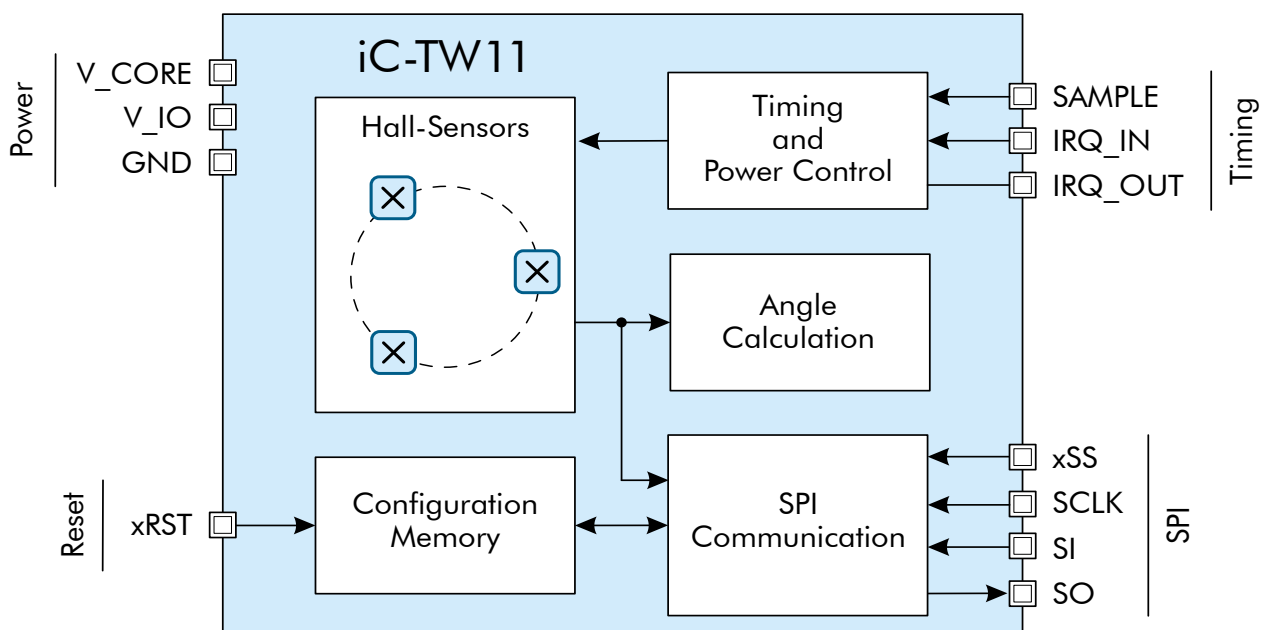 iC-TW11
Power
V_CORE
V_IO
GND
Hall-Sensors
Timing
and
Power Control
SAMPLE
IRQ_IN
IRQ_OUT
Timing
Angle
Calculation
Reset
xRST
Configuration
Memory
SPI
Communication
xSS
SCLK
SI
SO
SPI